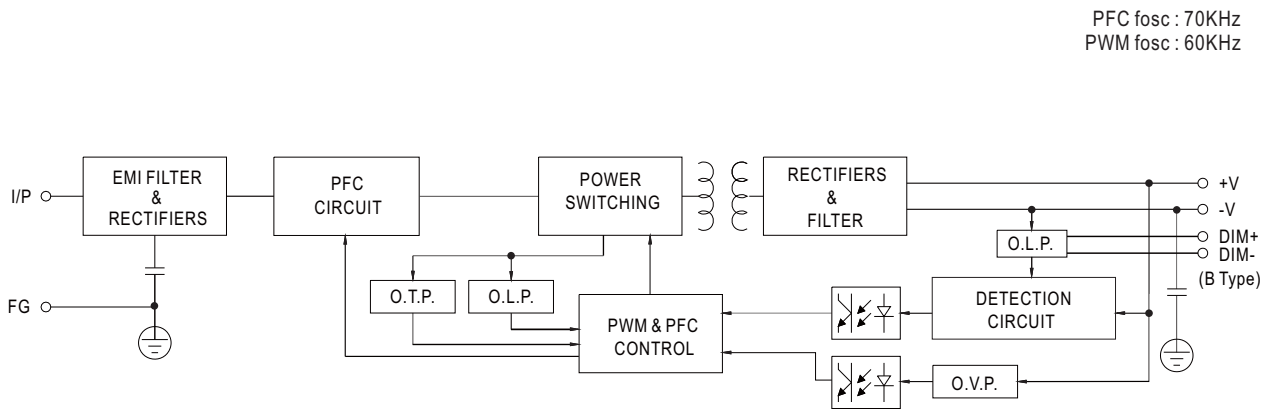 PFC fosc : 70KHz
PWM fosc : 60KHz
I/P
EMI FILTER
&
RECTIFIERS
PFC
CIRCUIT
POWER
SWITCHING
RECTIFIERS
&
FILTER
+V
-V
DIM+
DIM-
(B Type)
O.L.P.
FG
O.T.P.
O.L.P.
PWM & PFC
CONTROL
DETECTION
CIRCUIT
O.V.P.